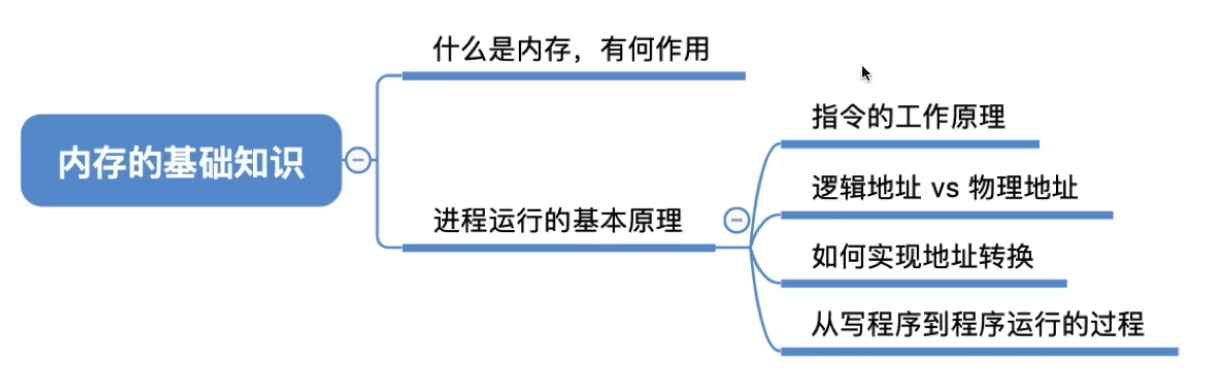 什么是内存，有何作用
指令的工作原理
内存的基础知识
逻辑地址 vs 物理地址
进程运行的基本原理
如何实现地址转换
从写程序到程序运行的过程